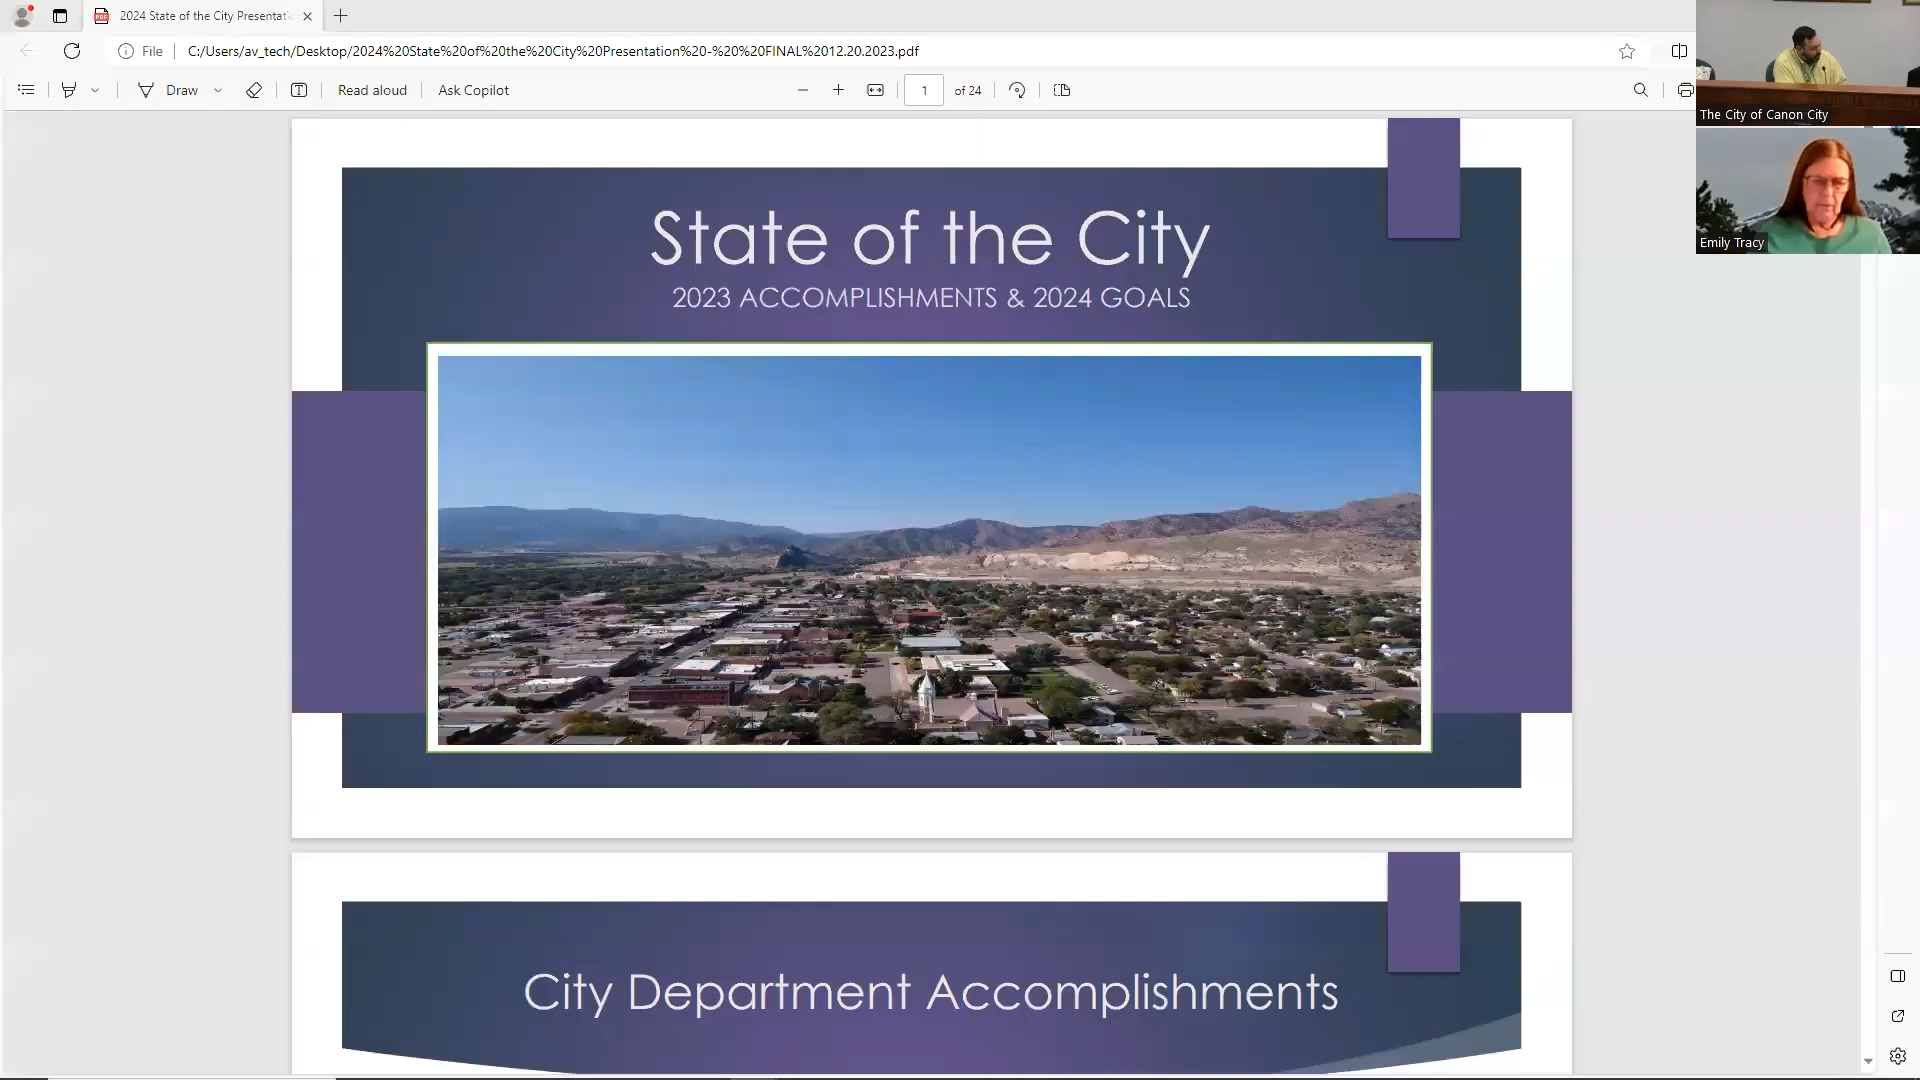 2024 State of the City Presentati
File
C:/Users/av_tech/Desktop/2024%20State%20of%20the%20City%20Presentation%20-%20%20FINAL%2012.20.2023.pdf
Draw
Read aloud
Ask Copilot
1
of 24
The City of Canon City
Emily Tracy
State of the City
2023 ACCOMPLISHMENTS & 2024 GOALS
City Department Accomplishments